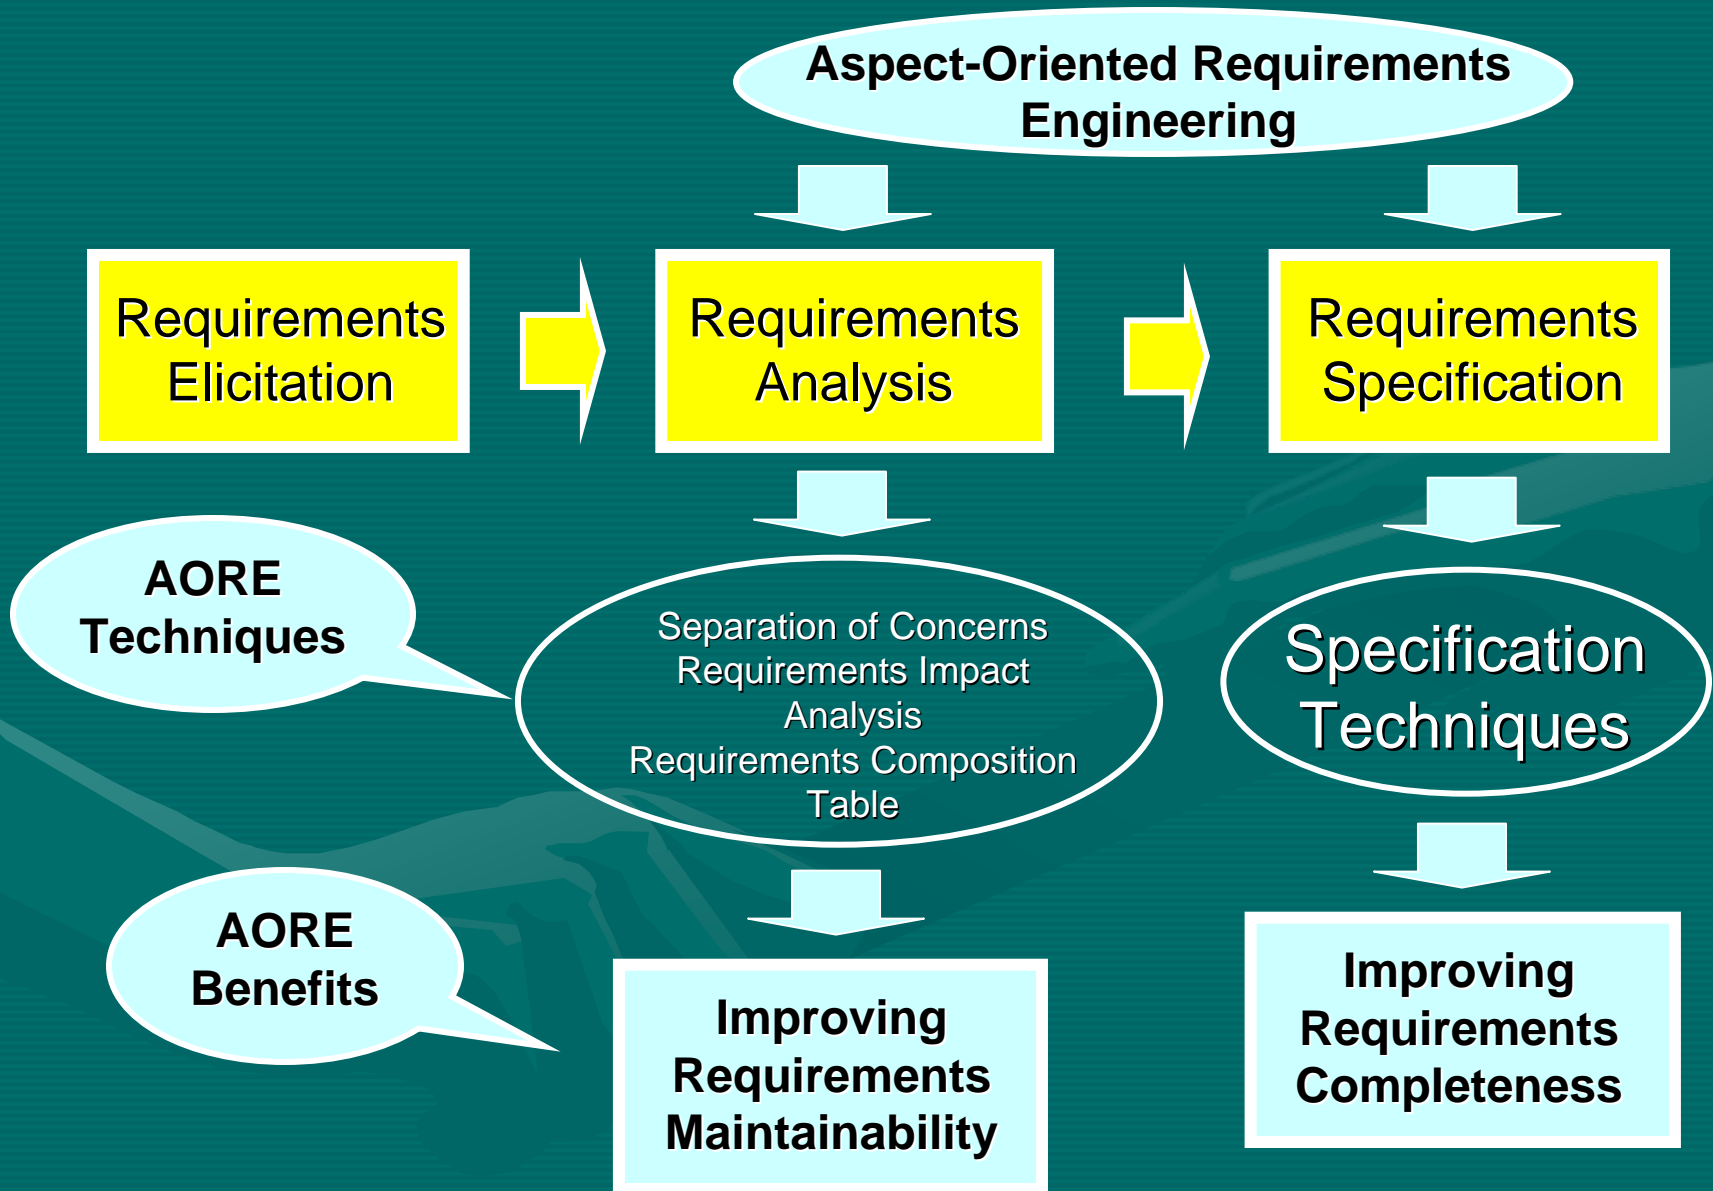 Aspect-Oriented Requirements
Engineering
Requirements
Elicitation
Requirements
Analysis
Requirements
Specification
AORE
Techniques
Separation of Concerns
Requirements Impact
Analysis
Requirements Composition
Table
Specification
Techniques
AORE
Benefits
Improving
Requirements
Maintainability
Improving
Requirements
Completeness